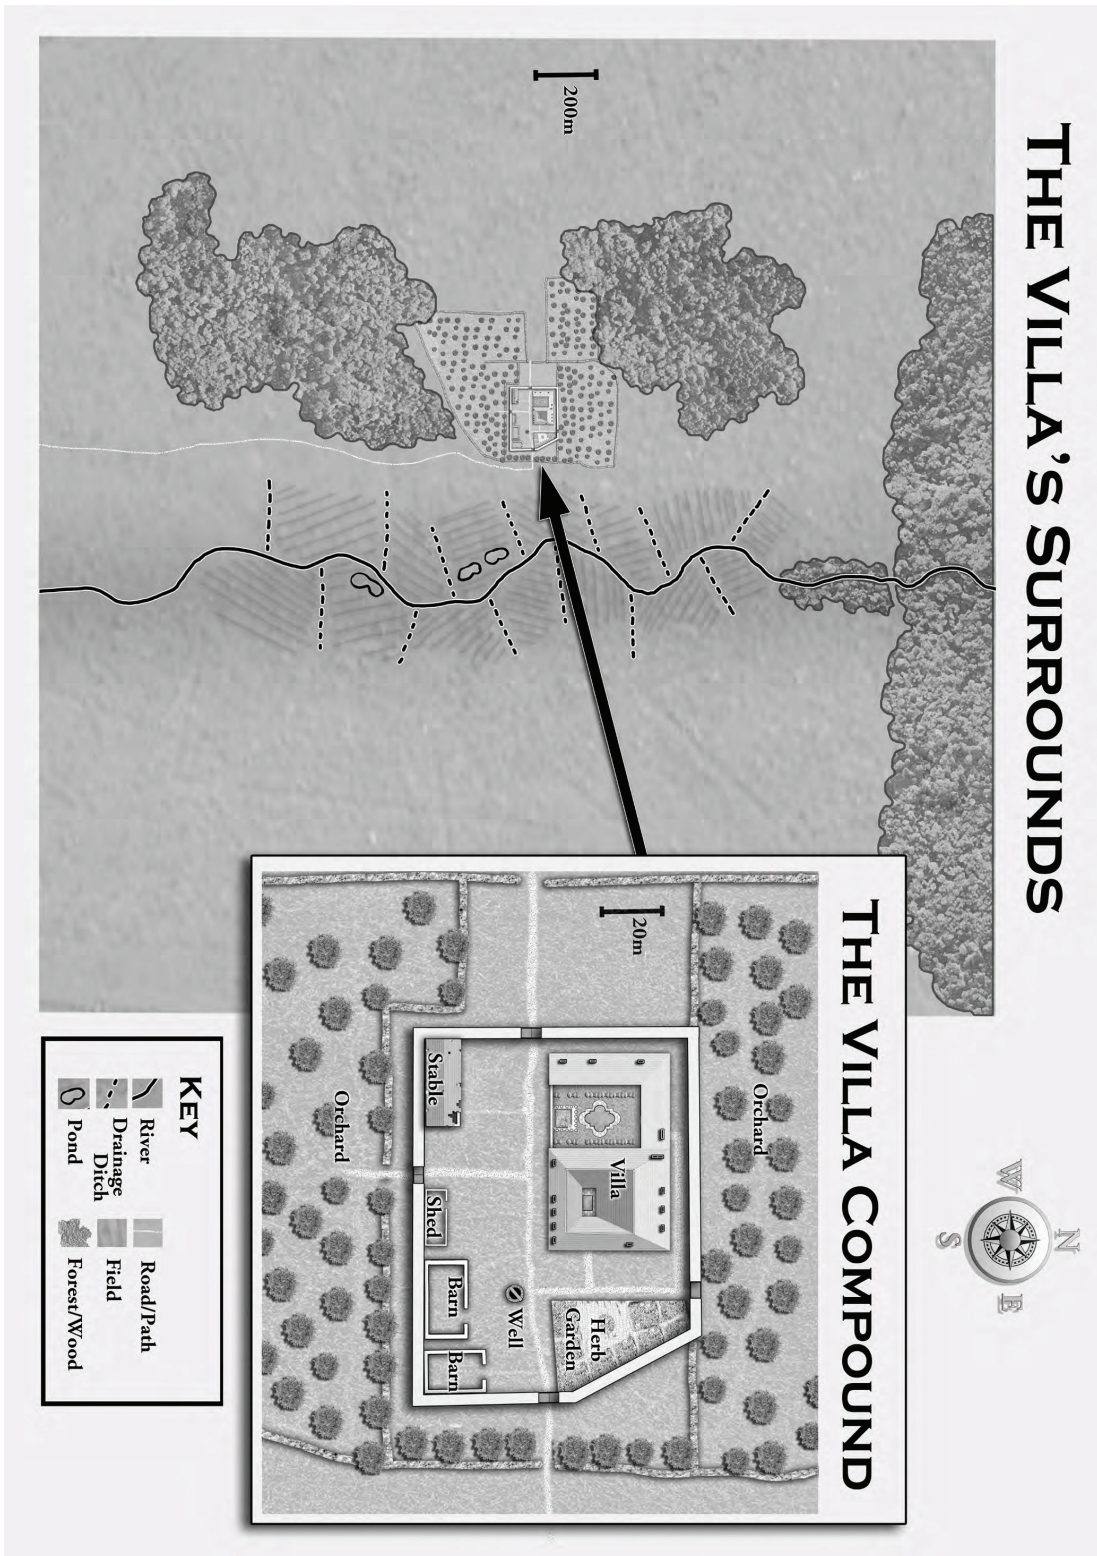 THE VILLA'S SURROUNDS
200m
N
W
E
S
THE VILLA COMPOUND
20m
Orchard
Villa
Herb
Garden
Well
Stable
Shed
Barn
Barn
Orchard
KEY
River
Drainage
Ditch
Pond
Road/Path
Field
Forest/Wood